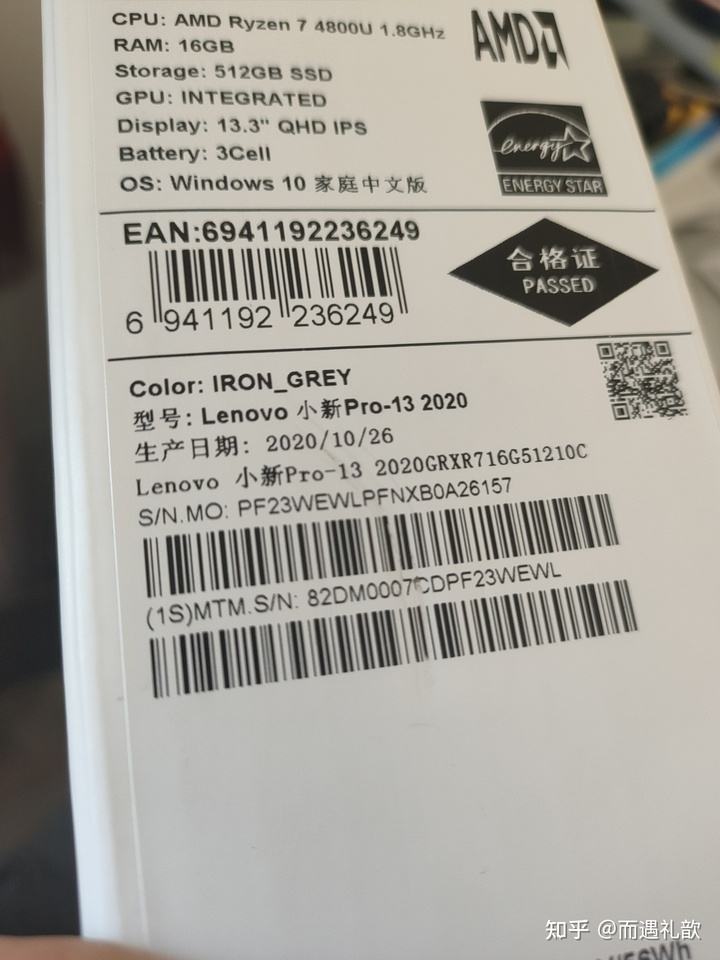 CPU: AMD Ryzen 7 4800U 1.8GHz
AMD
RAM: 16GB
Storage: 512GB SSD
GPU: INTEGRATED
Display: 13.3" QHD IPS
Battery: 3Cell
OS: Windows 10 家庭中文版
energy
ENERGY STAR
EAN:6941192236249
6 941192 236249
合格证
PASSED
Color: IRON_GREY
型号: Lenovo 小新Pro-13 2020
生产日期: 2020/10/26
Lenovo 小新Pro-13 2020GRXR716G51210C
S/N.MO: PF23WEWLPFNXB0A26157
(1S)MTM.S/N: 82DM0007CDPF23WEWL
知乎 @而遇礼歆